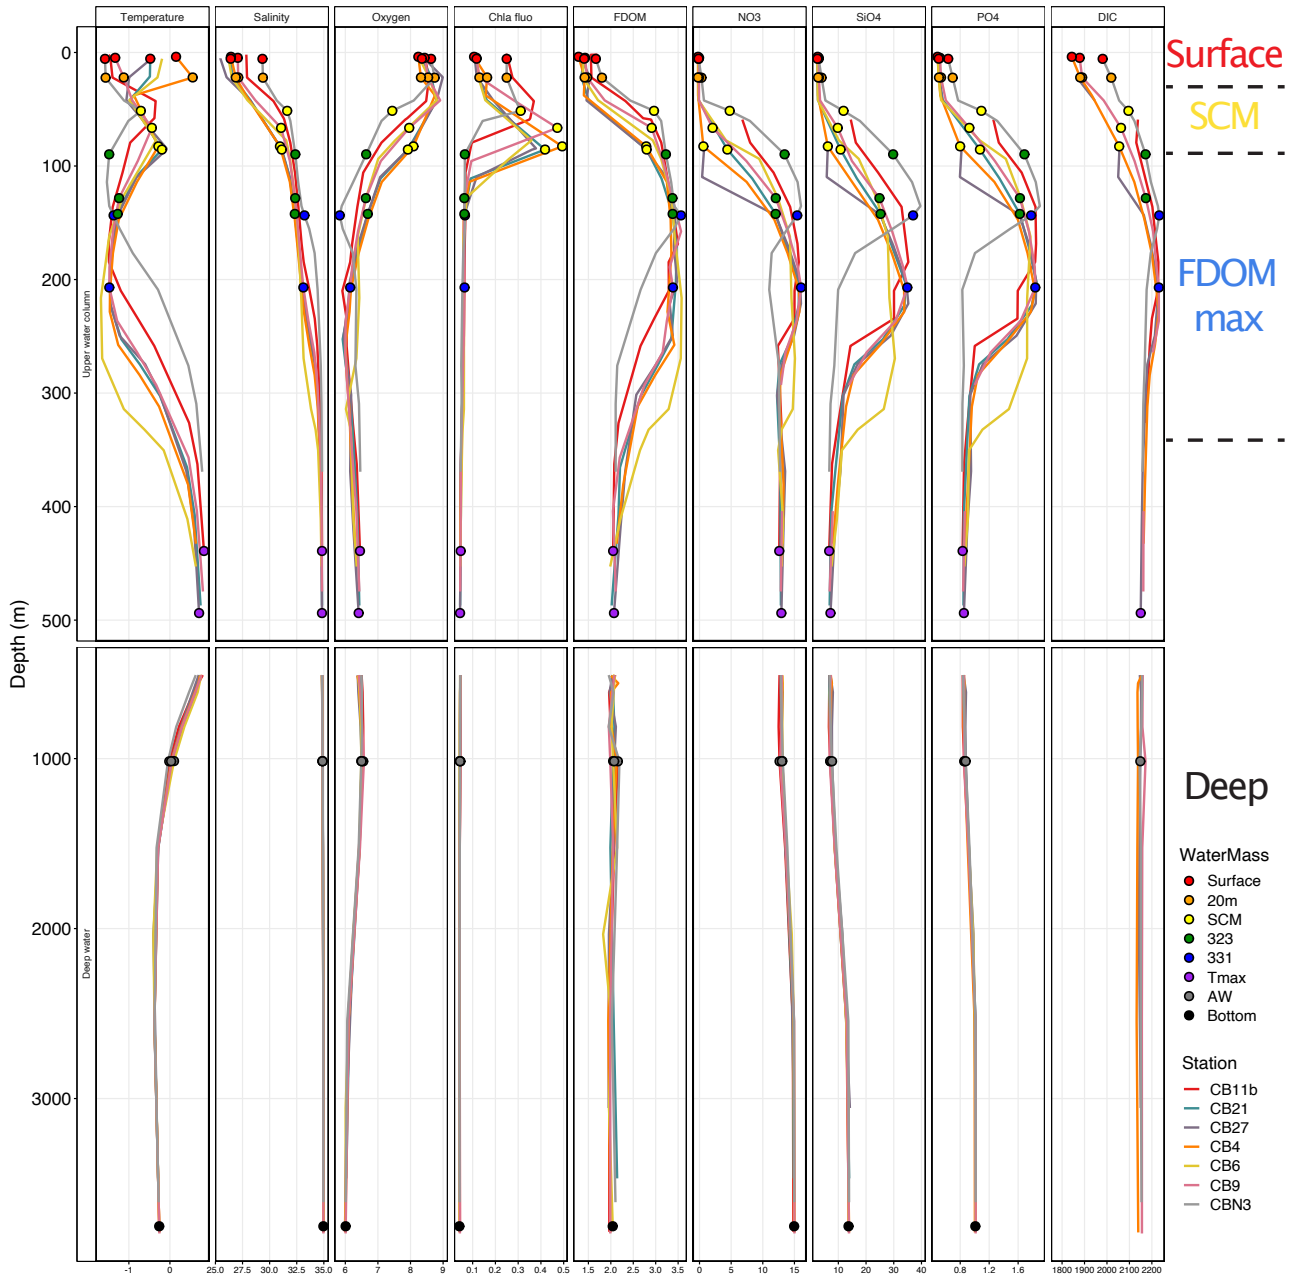 Temperature Salinity Oxygen Chla fluo FDOM NO3 SiO4 PO4 DIC
Surface
SCM
FDOM
max
Deep
Depth (m)
Upper water column
Deep water
0
100
200
300
400
500
1000
2000
3000
-1 0
25.0 27.5 30.0 32.5 35.0
6 7 8 9
0.1 0.2 0.3 0.4 0.5
1.5 2.0 2.5 3.0 3.5
0 5 10 15
0 10 20 30 40
0.8 1.2 1.6
1800 1900 2000 2100 2200
WaterMass
Surface
20m
SCM
323
331
Tmax
AW
Bottom
Station
CB11b
CB21
CB27
CB4
CB6
CB9
CBN3